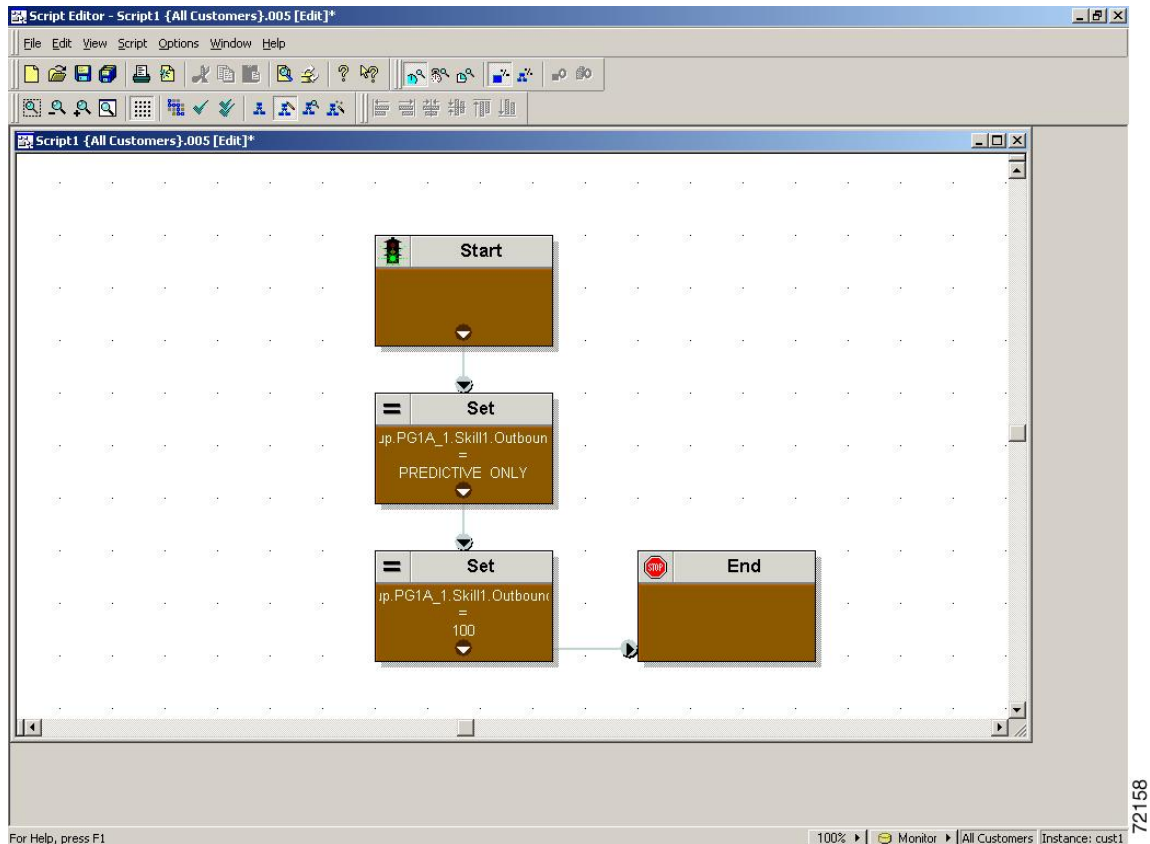 Script Editor - Script1 {All Customers}.005 [Edit]*
File Edit View Script Options Window Help
Script1 {All Customers}.005 [Edit]*
Start
Set
up.PG1A_1.Skill1.Outboun
=
PREDICTIVE ONLY
Set
End
up.PG1A_1.Skill1.Outboun
=
100
STOP
For Help, press F1
100% Monitor All Customers Instance: cust1
72158